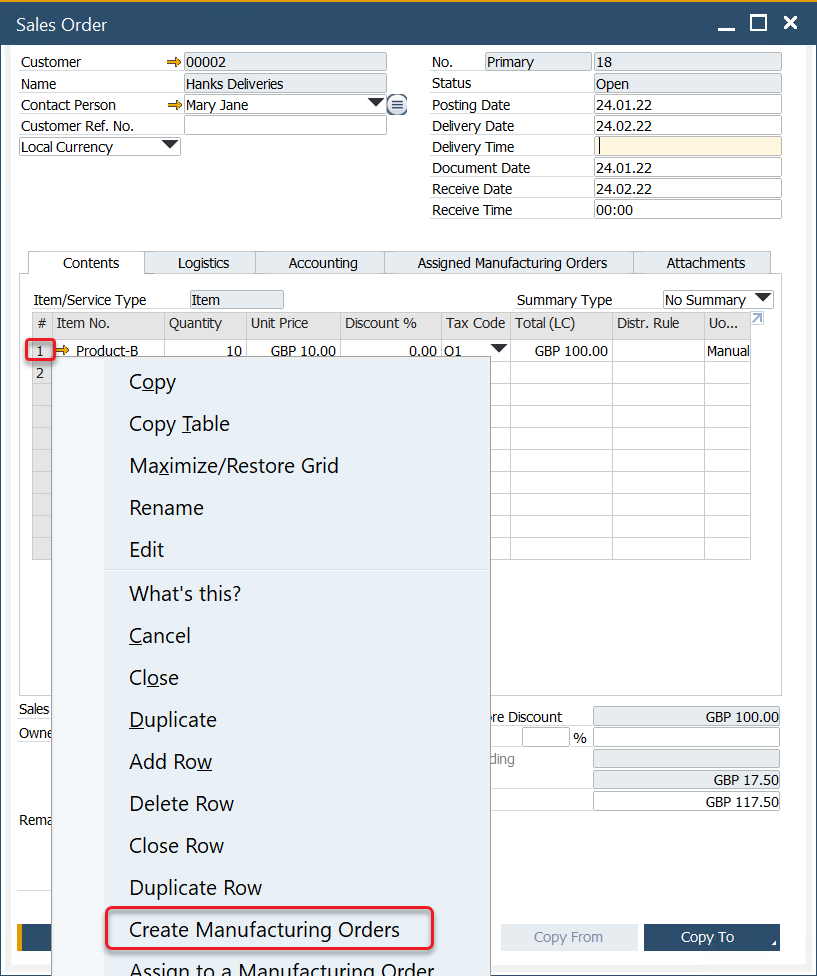 Sales Order
Customer 00002 No. Primary 18
Name Hanks Deliveries Status Open
Contact Person Mary Jane Posting Date 24.01.22
Customer Ref. No. Delivery Date 24.02.22
Local Currency Delivery Time
Document Date 24.01.22
Receive Date 24.02.22
Receive Time 00:00
Contents Logistics Accounting Assigned Manufacturing Orders Attachments
Item/Service Type Item Summary Type No Summary
# Item No. Quantity Unit Price Discount % Tax Code Total (LC) Distr. Rule Uo...
1 Product-B 10 GBP 10.00 0.00 O1 GBP 100.00 Manual
2
Copy
Copy Table
Maximize/Restore Grid
Rename
Edit
What's this?
Cancel
Close
Duplicate
Add Row
Delete Row
Close Row
Duplicate Row
Create Manufacturing Orders
Assign to a Manufacturing Order
Sales re Discount GBP 100.00
Owne %
ding
GBP 17.50
GBP 117.50
Rema
Copy From Copy To